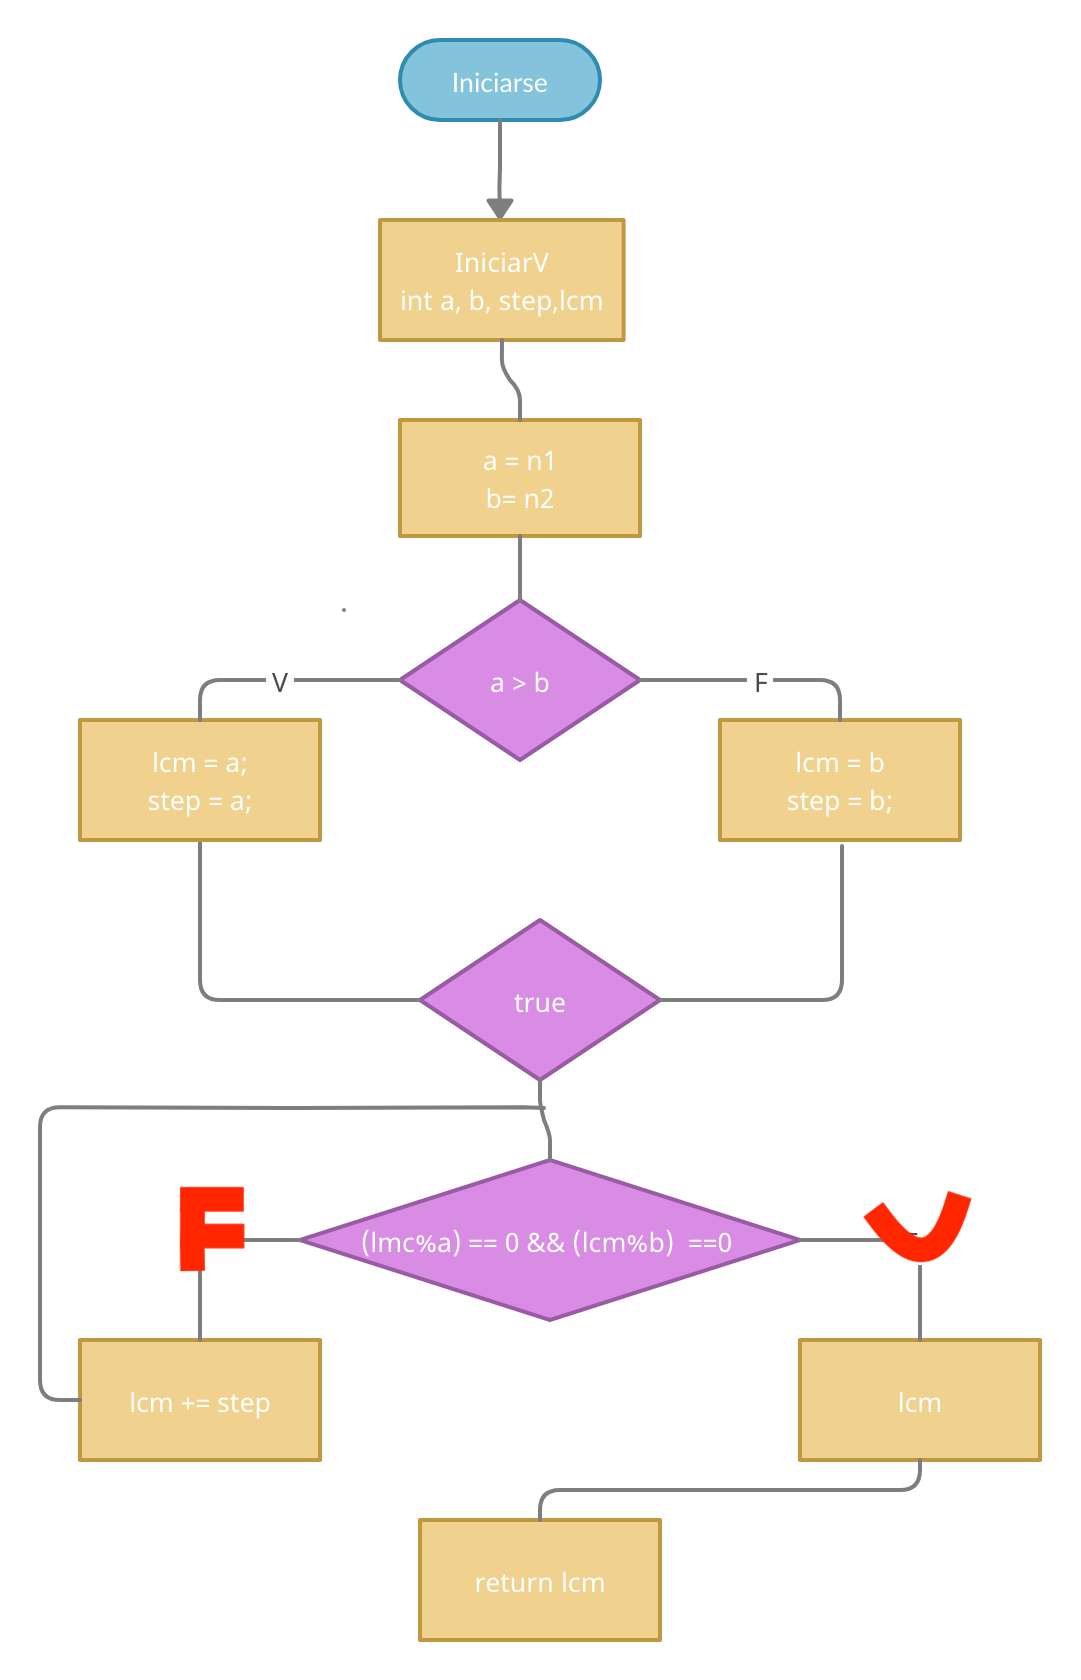 Iniciarse
IniciarV
int a, b, step,lcm
a = n1
b= n2
a > b
V
F
lcm = a;
step = a;
lcm = b
step = b;
true
F
(lmc%a) == 0 && (lcm%b)  ==0
V
lcm += step
lcm
return lcm